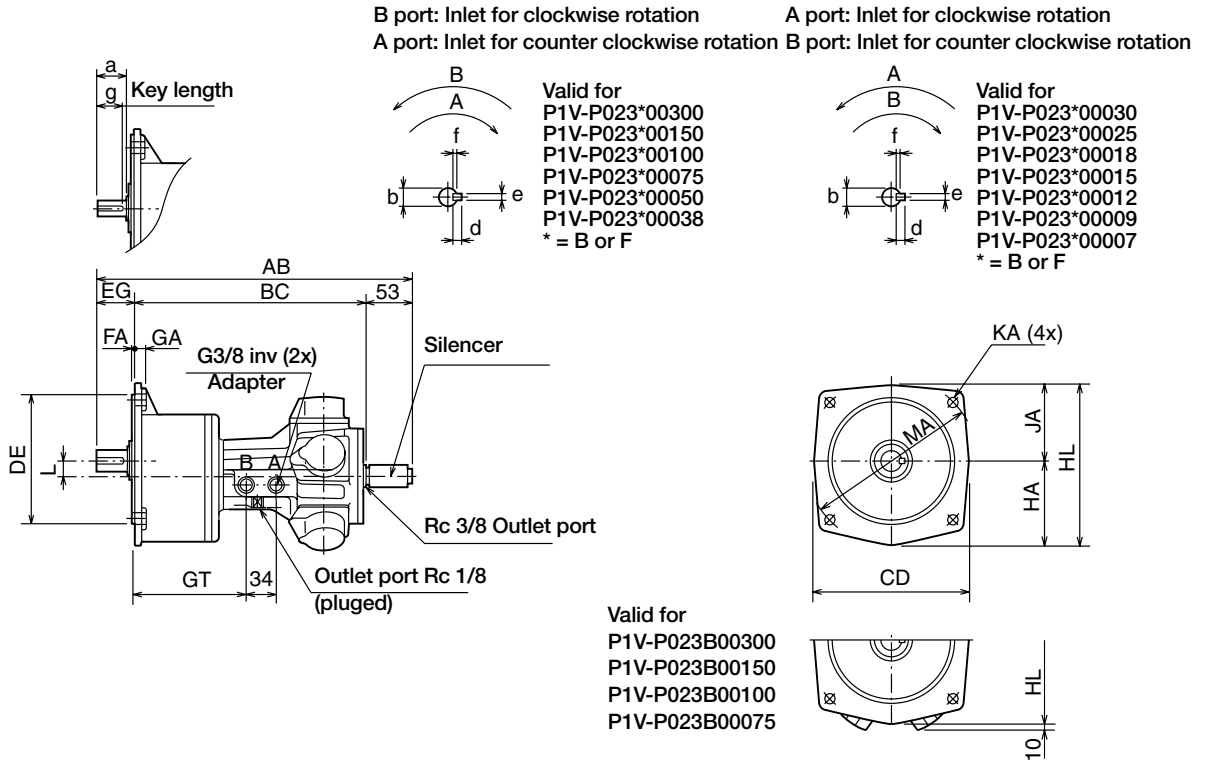 B port: Inlet for clockwise rotation
A port: Inlet for counter clockwise rotation
A port: Inlet for clockwise rotation
B port: Inlet for counter clockwise rotation
a
g
Key length
B
A
f
b
e
d
Valid for
P1V-P023*00300
P1V-P023*00150
P1V-P023*00100
P1V-P023*00075
P1V-P023*00050
P1V-P023*00038
* = B or F
A
B
f
b
e
d
Valid for
P1V-P023*00030
P1V-P023*00025
P1V-P023*00018
P1V-P023*00015
P1V-P023*00012
P1V-P023*00009
P1V-P023*00007
* = B or F
AB
EG
BC
53
FA
GA
G3/8 inv (2x)
Adapter
Silencer
DE
L
B
A
Rc 3/8 Outlet port
GT
34
Outlet port Rc 1/8
(pluged)
KA (4x)
MA
JA
HA
HL
CD
Valid for
P1V-P023B00300
P1V-P023B00150
P1V-P023B00100
P1V-P023B00075
HL
10